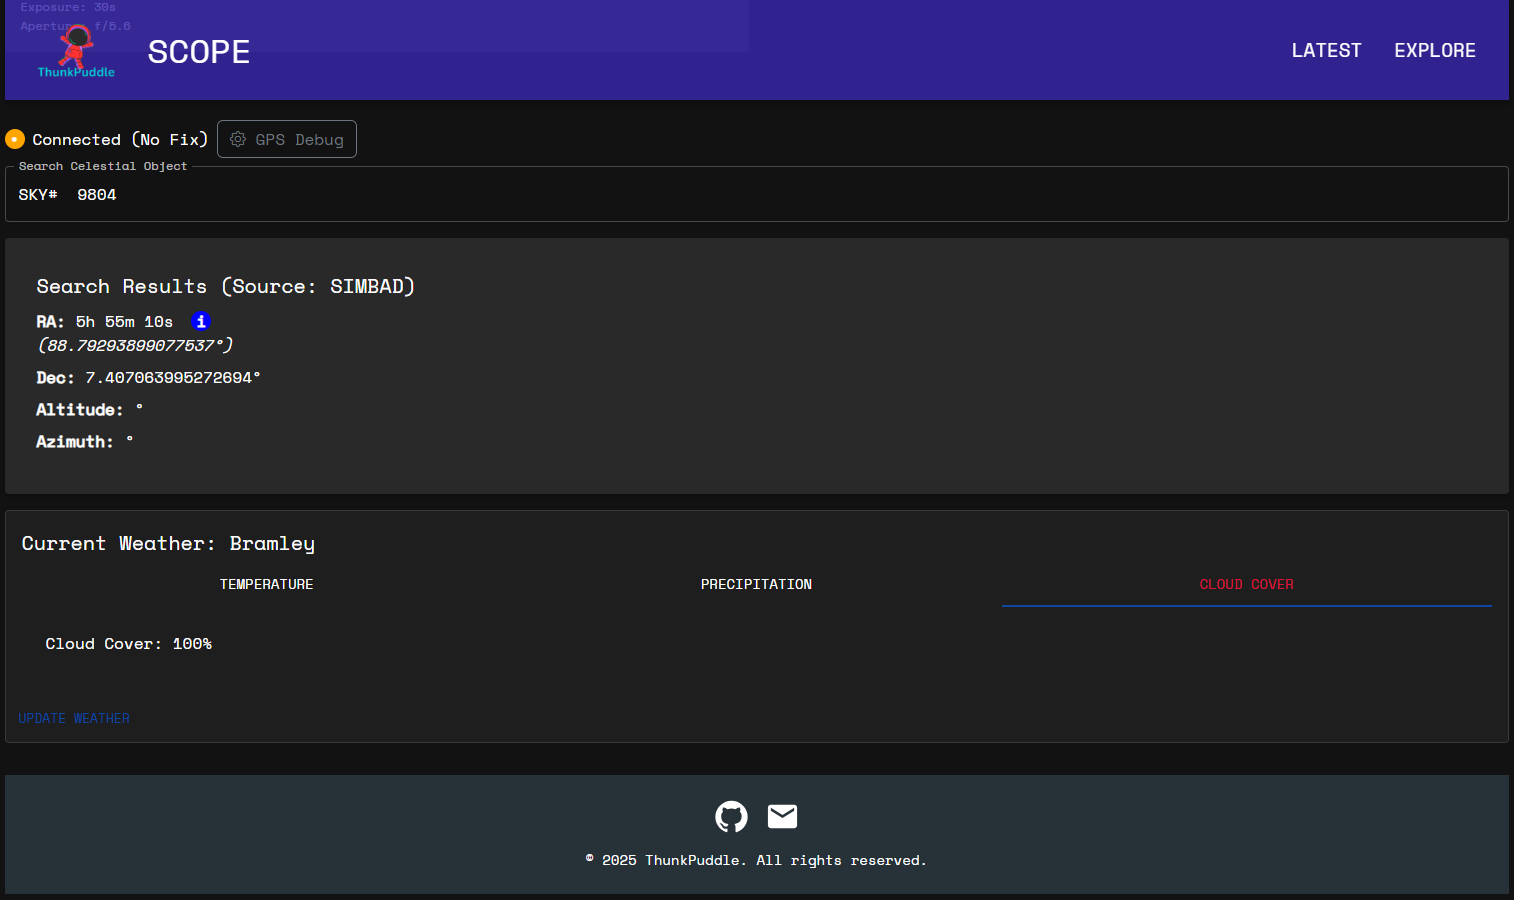 Exposure: 30s
Aperture: f/5.6
ThunkPuddle
SCOPE
LATEST EXPLORE
Connected (No Fix) GPS Debug
Search Celestial Object
SKY#  9804
Search Results (Source: SIMBAD)
RA: 5h 55m 10s i
(88.79293899077537°)
Dec: 7.407063995272694°
Altitude: °
Azimuth: °
Current Weather: Bramley
TEMPERATURE PRECIPITATION CLOUD COVER
Cloud Cover: 100%
UPDATE WEATHER
© 2025 ThunkPuddle. All rights reserved.